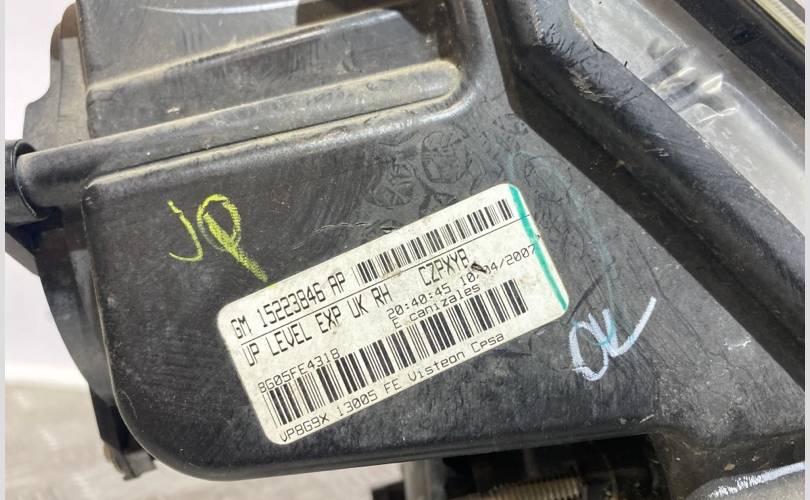 JQ
GM 15223846 AP
UP LEVEL EXP UK RH CZPXYB
20:40:45 10/04/2007
E canizales
8G05FE431B
VP8G9X 13005 FE Visteon Cpsa
OK